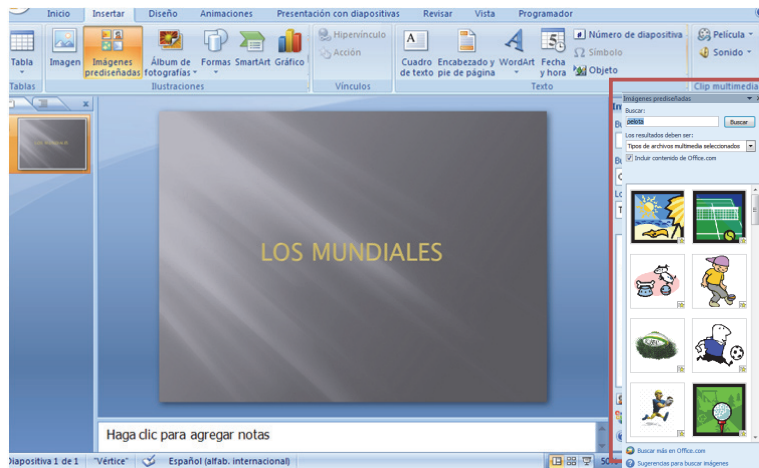 Inicio Insertar Diseño Animaciones Presentación con diapositivas Revisar Vista Programador
Tabla
Imagen
Imágenes prediseñadas
Álbum de fotografías
Formas
SmartArt
Gráfico
Hipervínculo
Acción
Cuadro de texto
Encabezado y pie de página
WordArt
Fecha y hora
Número de diapositiva
Símbolo
Objeto
Película
Sonido
Tablas Ilustraciones Vínculos Texto Clip multimedia
Imágenes prediseñadas
Buscar:
pelota Buscar
Los resultados deben ser:
Tipos de archivos multimedia seleccionados
Incluir contenido de Office.com
LOS MUNDIALES
Haga clic para agregar notas
Buscar más en Office.com
Sugerencias para buscar imágenes
Diapositiva 1 de 1 "Vértice" Español (alfab. internacional) 50%